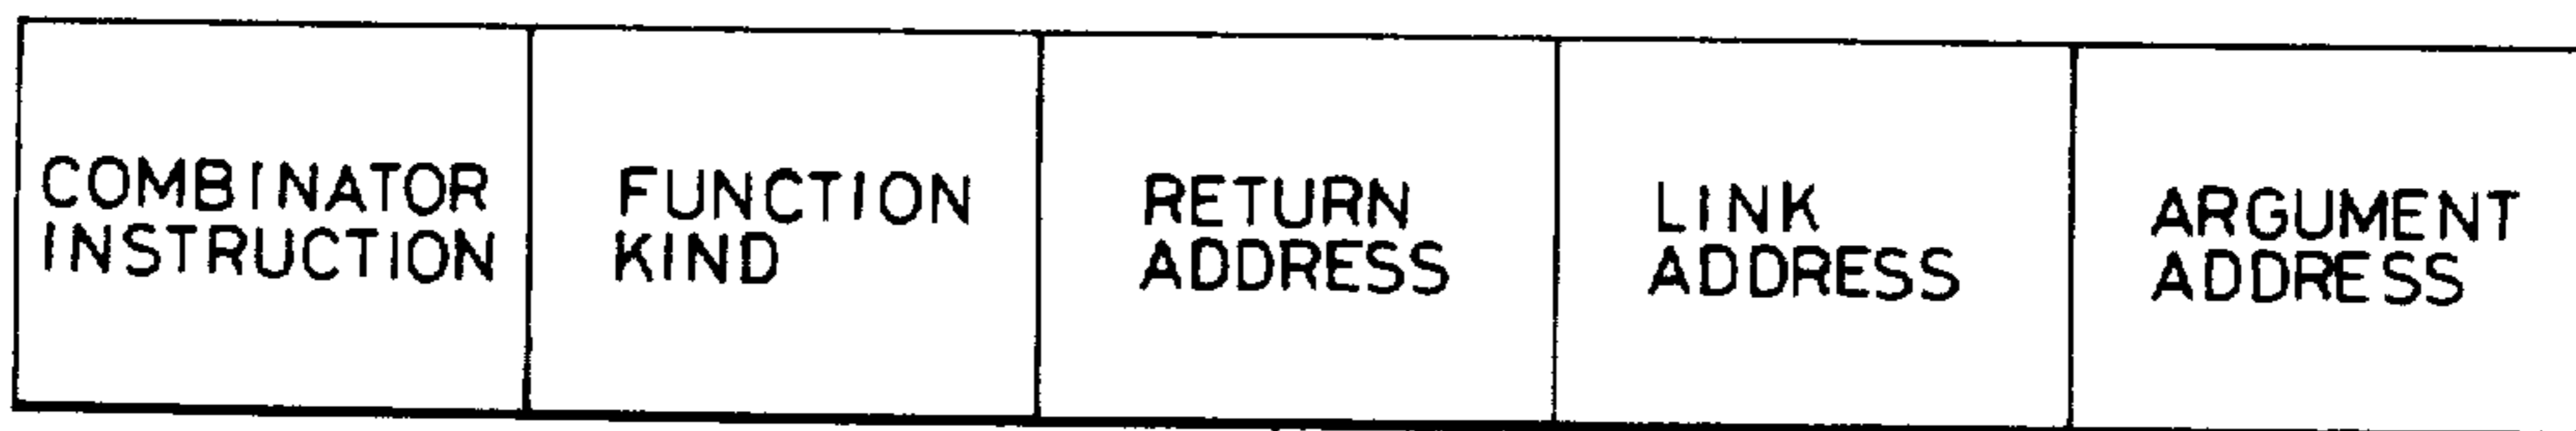 COMBINATOR
INSTRUCTION
FUNCTION
KIND
RETURN
ADDRESS
LINK
ADDRESS
ARGUMENT
ADDRESS